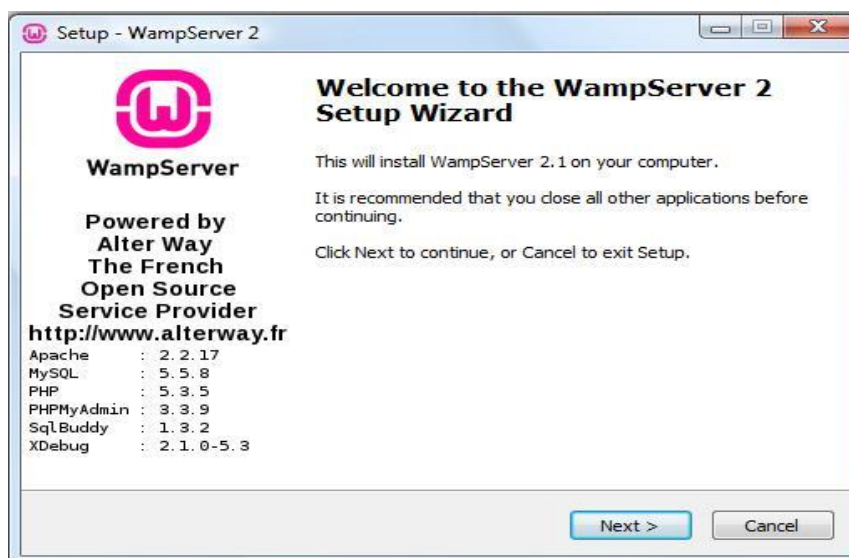 Setup - WampServer 2
WampServer
Powered by
Alter Way
The French
Open Source
Service Provider
http://www.alterway.fr
Apache : 2.2.17
MySQL : 5.5.8
PHP : 5.3.5
PHPMyAdmin : 3.3.9
SqlBuddy : 1.3.2
XDebug : 2.1.0-5.3
Welcome to the WampServer 2
Setup Wizard
This will install WampServer 2.1 on your computer.
It is recommended that you close all other applications before
continuing.
Click Next to continue, or Cancel to exit Setup.
Next >
Cancel